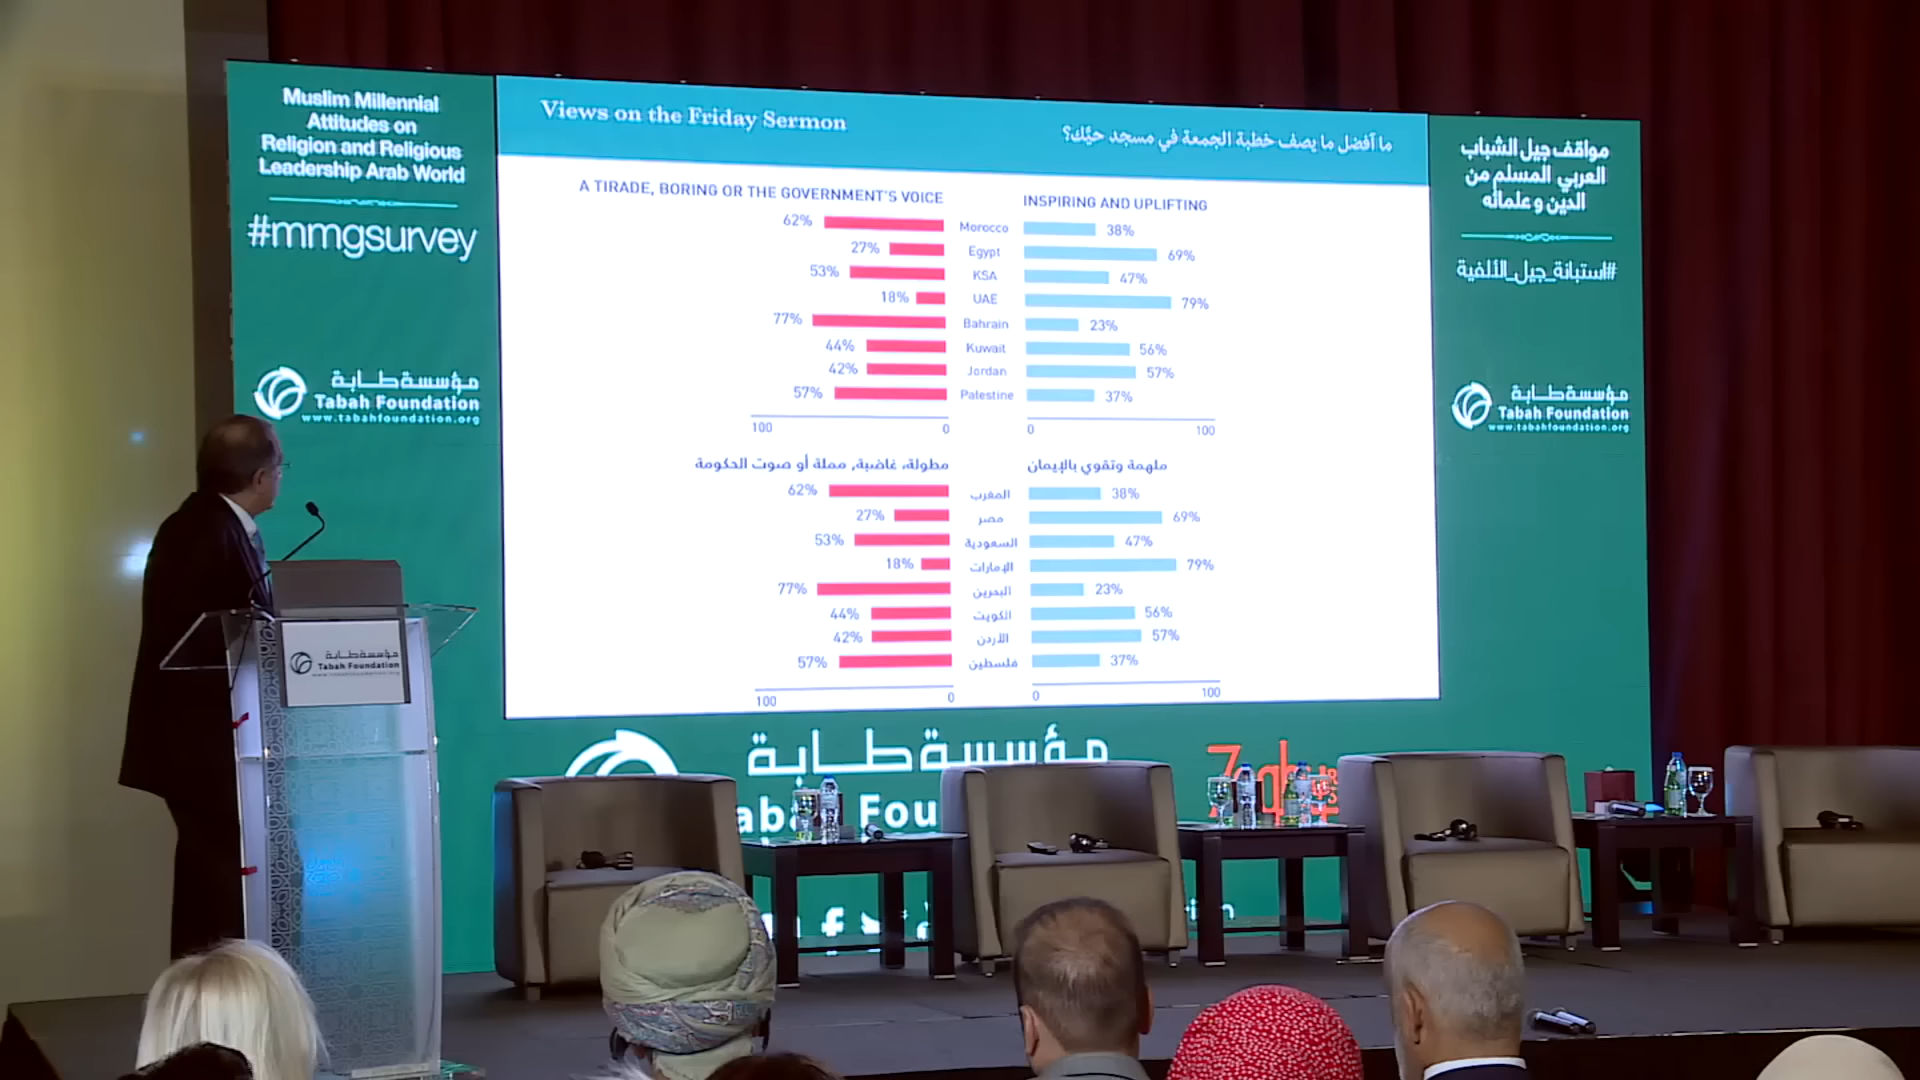 Muslim Millennial
Attitudes on
Religion and Religious
Leadership Arab World
#mmgsurvey
مؤسسة طابة
Tabah Foundation
www.tabahfoundation.org
Views on the Friday Sermon
ما أفضل ما يصف خطبة الجمعة في مسجد حيّك؟
A TIRADE, BORING OR THE GOVERNMENT'S VOICE
INSPIRING AND UPLIFTING
62% Morocco 38%
27% Egypt 69%
53% KSA 47%
18% UAE 79%
77% Bahrain 23%
44% Kuwait 56%
42% Jordan 57%
57% Palestine 37%
100 0 0 100
مطولة، غاضبة, مملة أو صوت الحكومة
ملهمة وتقوي بالإيمان
62% المغرب 38%
27% مصر 69%
53% السعودية 47%
18% الإمارات 79%
77% البحرين 23%
44% الكويت 56%
42% الأردن 57%
57% فلسطين 37%
100 0 0 100
مواقف جيل الشباب
العربي المسلم من
الدين وعلمائه
#استبانة_جيل_الألفية
مؤسسة طابة
Tabah Foundation
www.tabahfoundation.org
مؤسسة طابة
Tabah Foundation
www.tabahfoundation.org
مؤسسة طابة